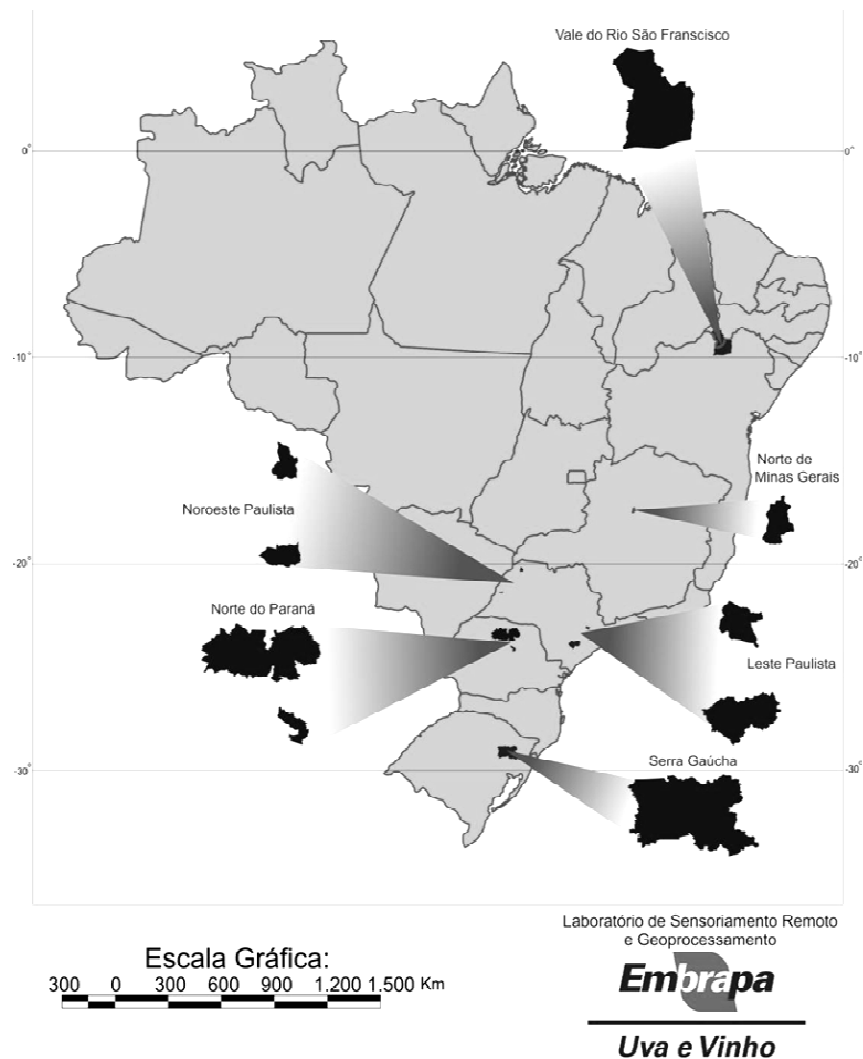 Vale do Rio São Franscisco
0°
0°
-10°
-10°
Norte de
Minas Gerais
Noroeste Paulista
-20°
-20°
Norte do Paraná
Leste Paulista
Serra Gaúcha
-30°
-30°
Laboratório de Sensoriamento Remoto
e Geoprocessamento
Escala Gráfica:
300 0 300 600 900 1.200 1.500 Km
Embrapa
Uva e Vinho